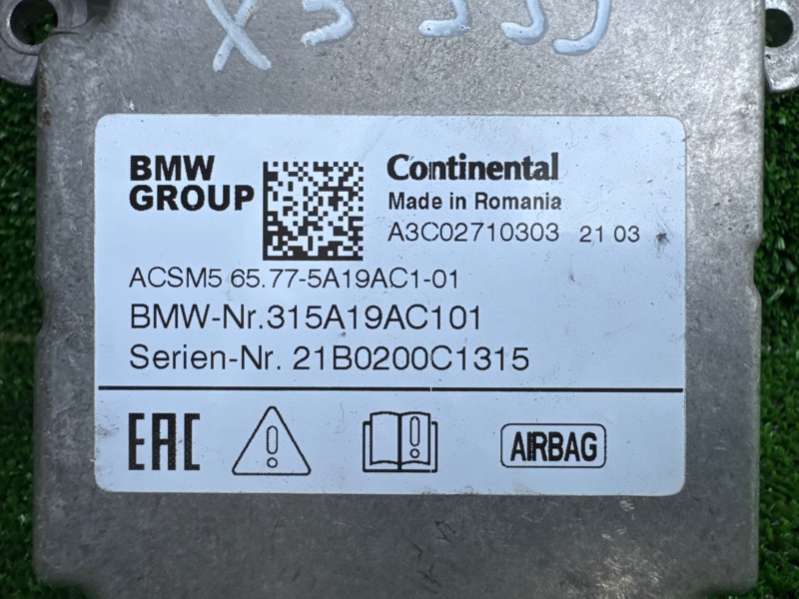 BMW
GROUP
Continental
Made in Romania
A3C02710303 21 03
ACSM5 65.77-5A19AC1-01
BMW-Nr.315A19AC101
Serien-Nr. 21B0200C1315
EAC
AIRBAG